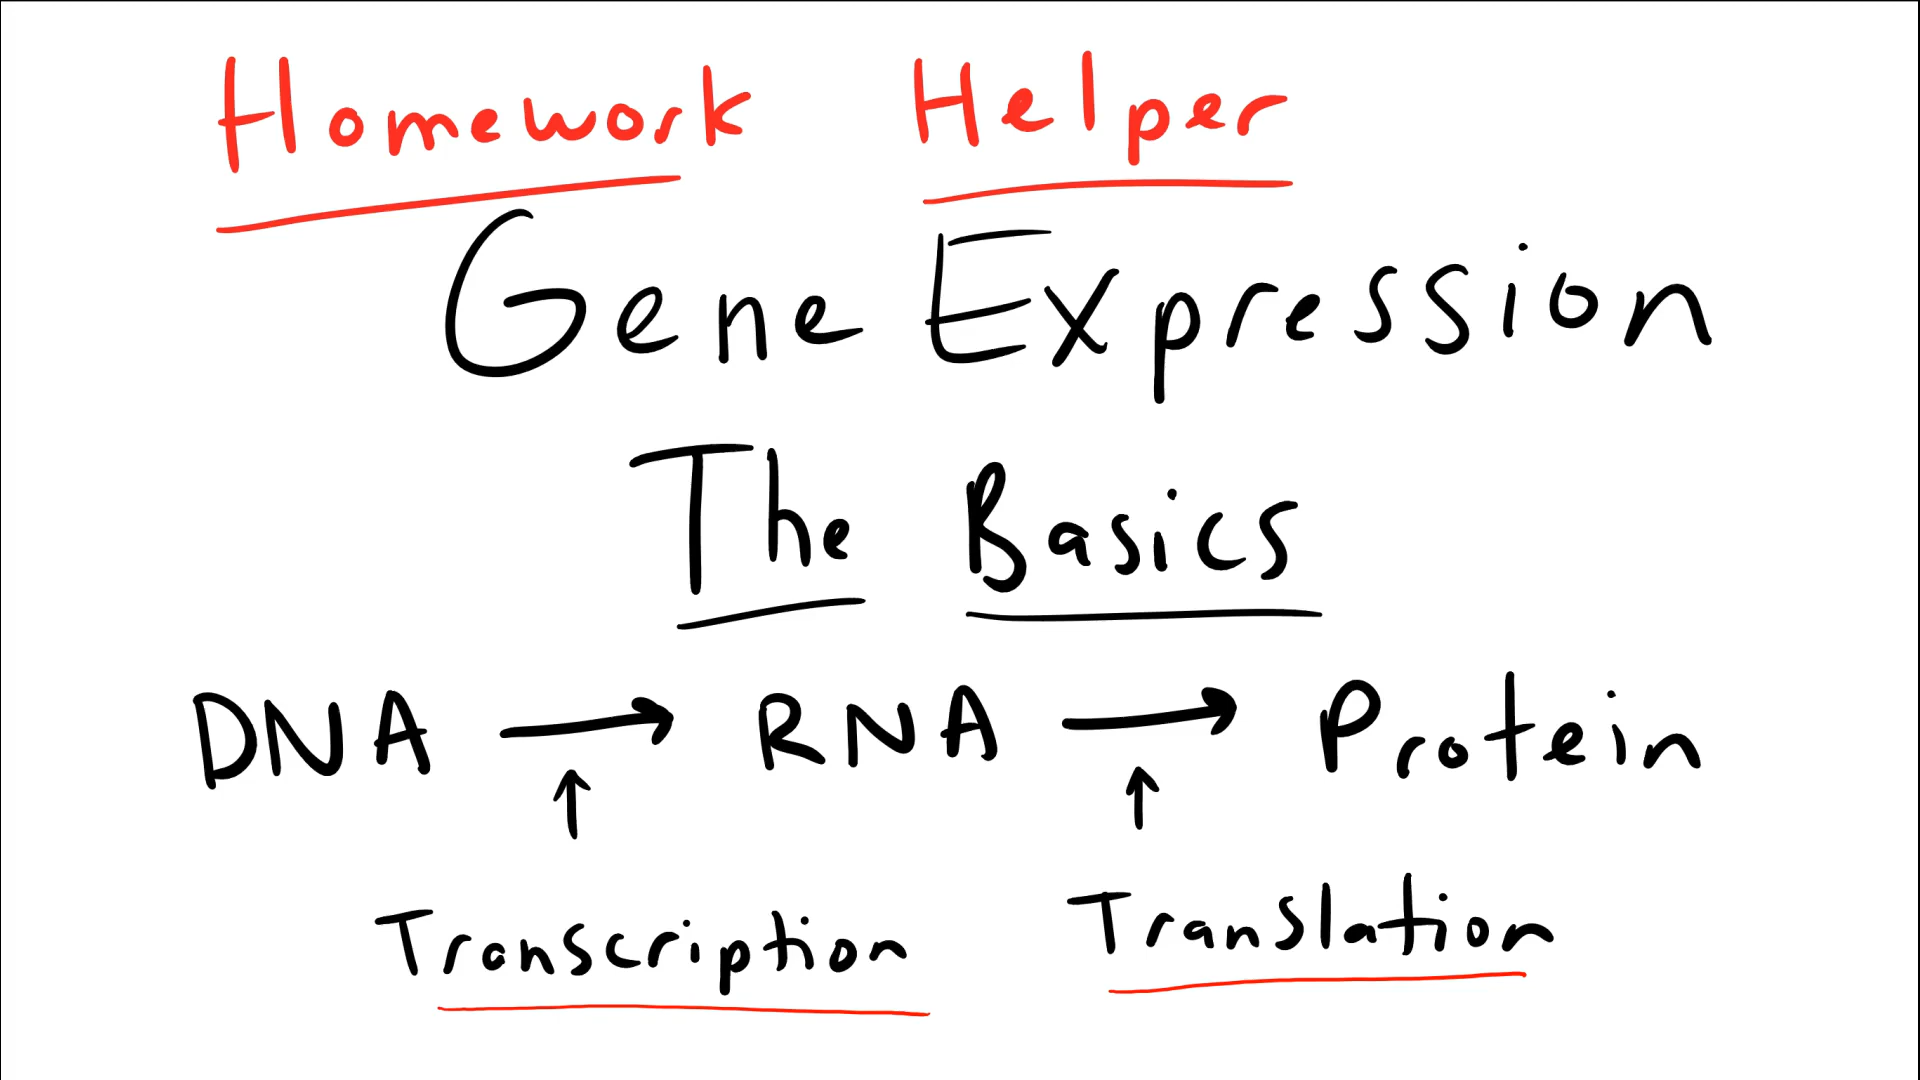 Homework Helper
Gene Expression
The Basics
DNA → RNA → Protein
↑ ↑
Transcription Translation